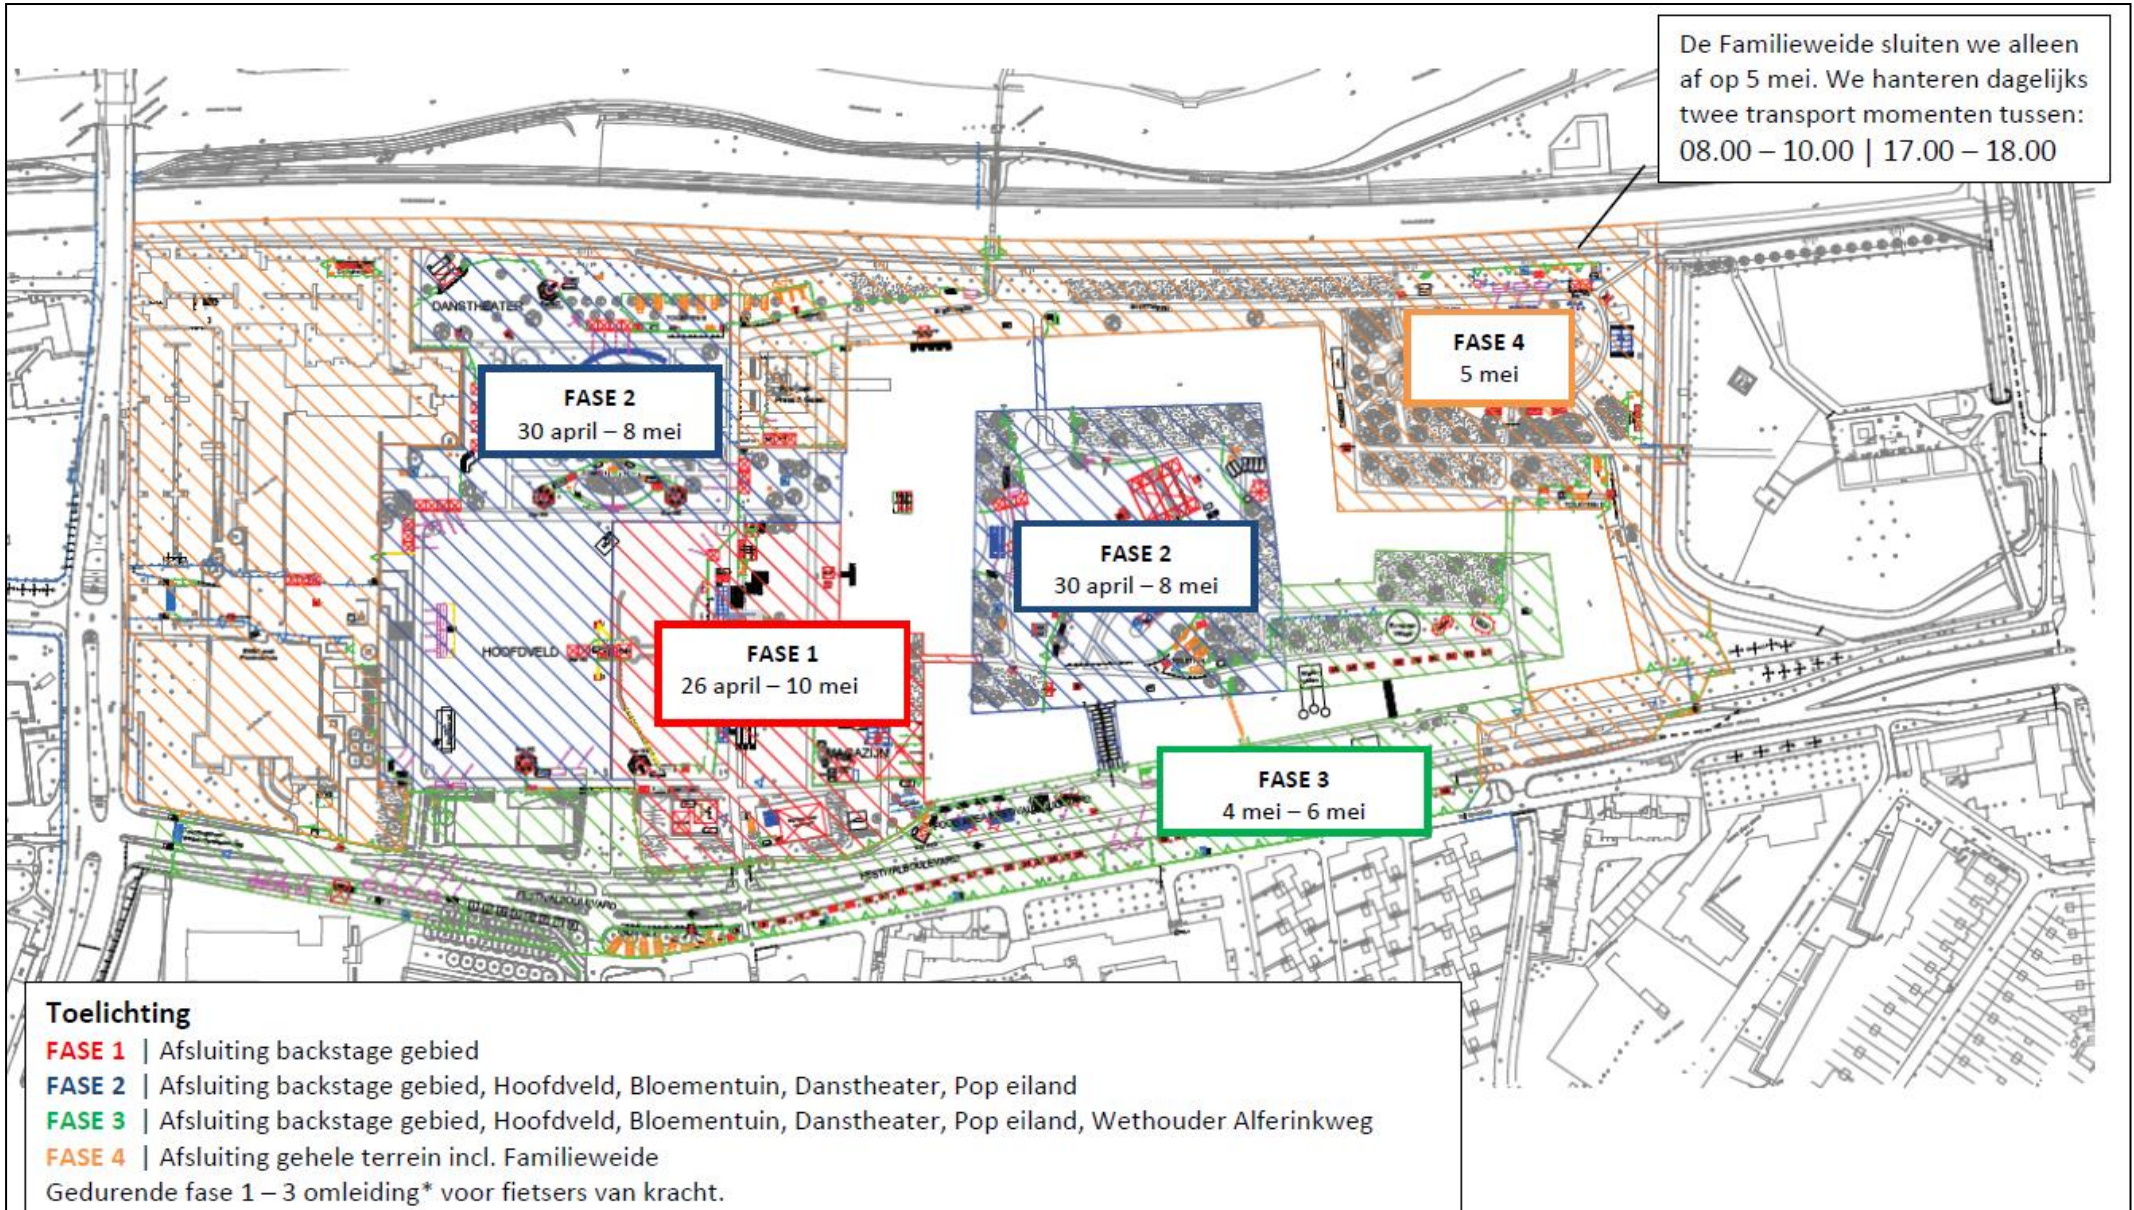 De Familieweide sluiten we alleen
af op 5 mei. We hanteren dagelijks
twee transport momenten tussen:
08.00 – 10.00 | 17.00 – 18.00
DANSTHEATER
FASE 4
5 mei
FASE 2
30 april – 8 mei
FASE 2
30 april – 8 mei
HOOFDVELD
FASE 1
26 april – 10 mei
MAGAZIJN
FASE 3
4 mei – 6 mei
FESTIVALBOULEVARD
FESTIVALBOULEVARD
Toelichting
FASE 1 | Afsluiting backstage gebied
FASE 2 | Afsluiting backstage gebied, Hoofdveld, Bloementuin, Danstheater, Pop eiland
FASE 3 | Afsluiting backstage gebied, Hoofdveld, Bloementuin, Danstheater, Pop eiland, Wethouder Alferinkweg
FASE 4 | Afsluiting gehele terrein incl. Familieweide
Gedurende fase 1 – 3 omleiding* voor fietsers van kracht.